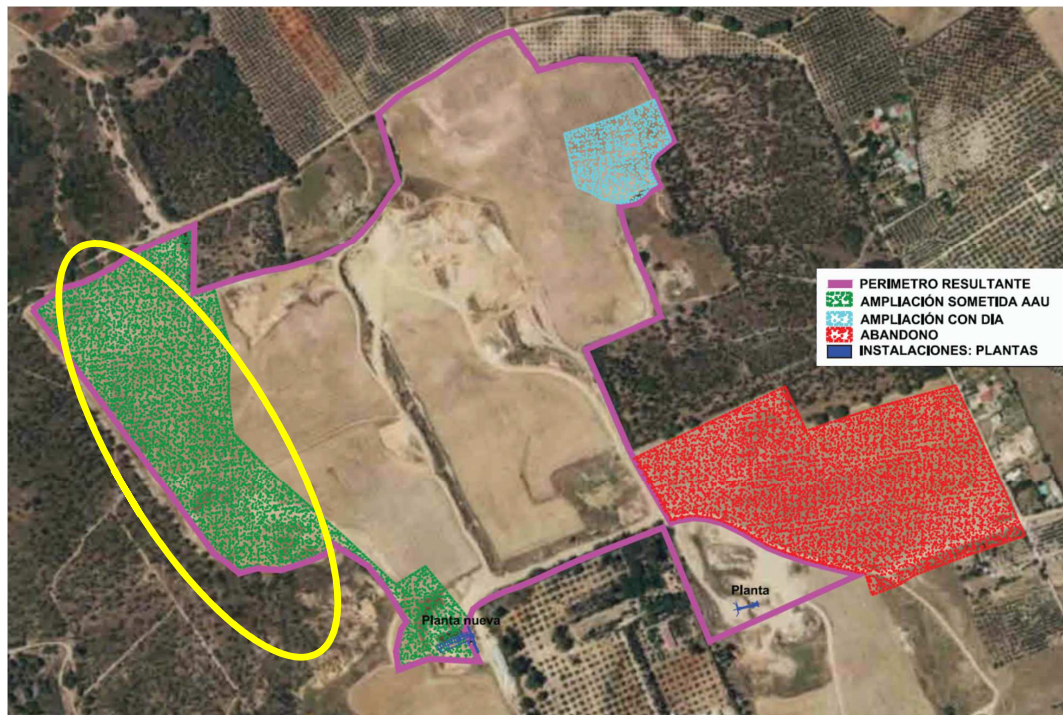 PERIMETRO RESULTANTE
AMPLIACIÓN SOMETIDA AAU
AMPLIACIÓN CON DIA
ABANDONO
INSTALACIONES: PLANTAS
Planta
Planta nueva